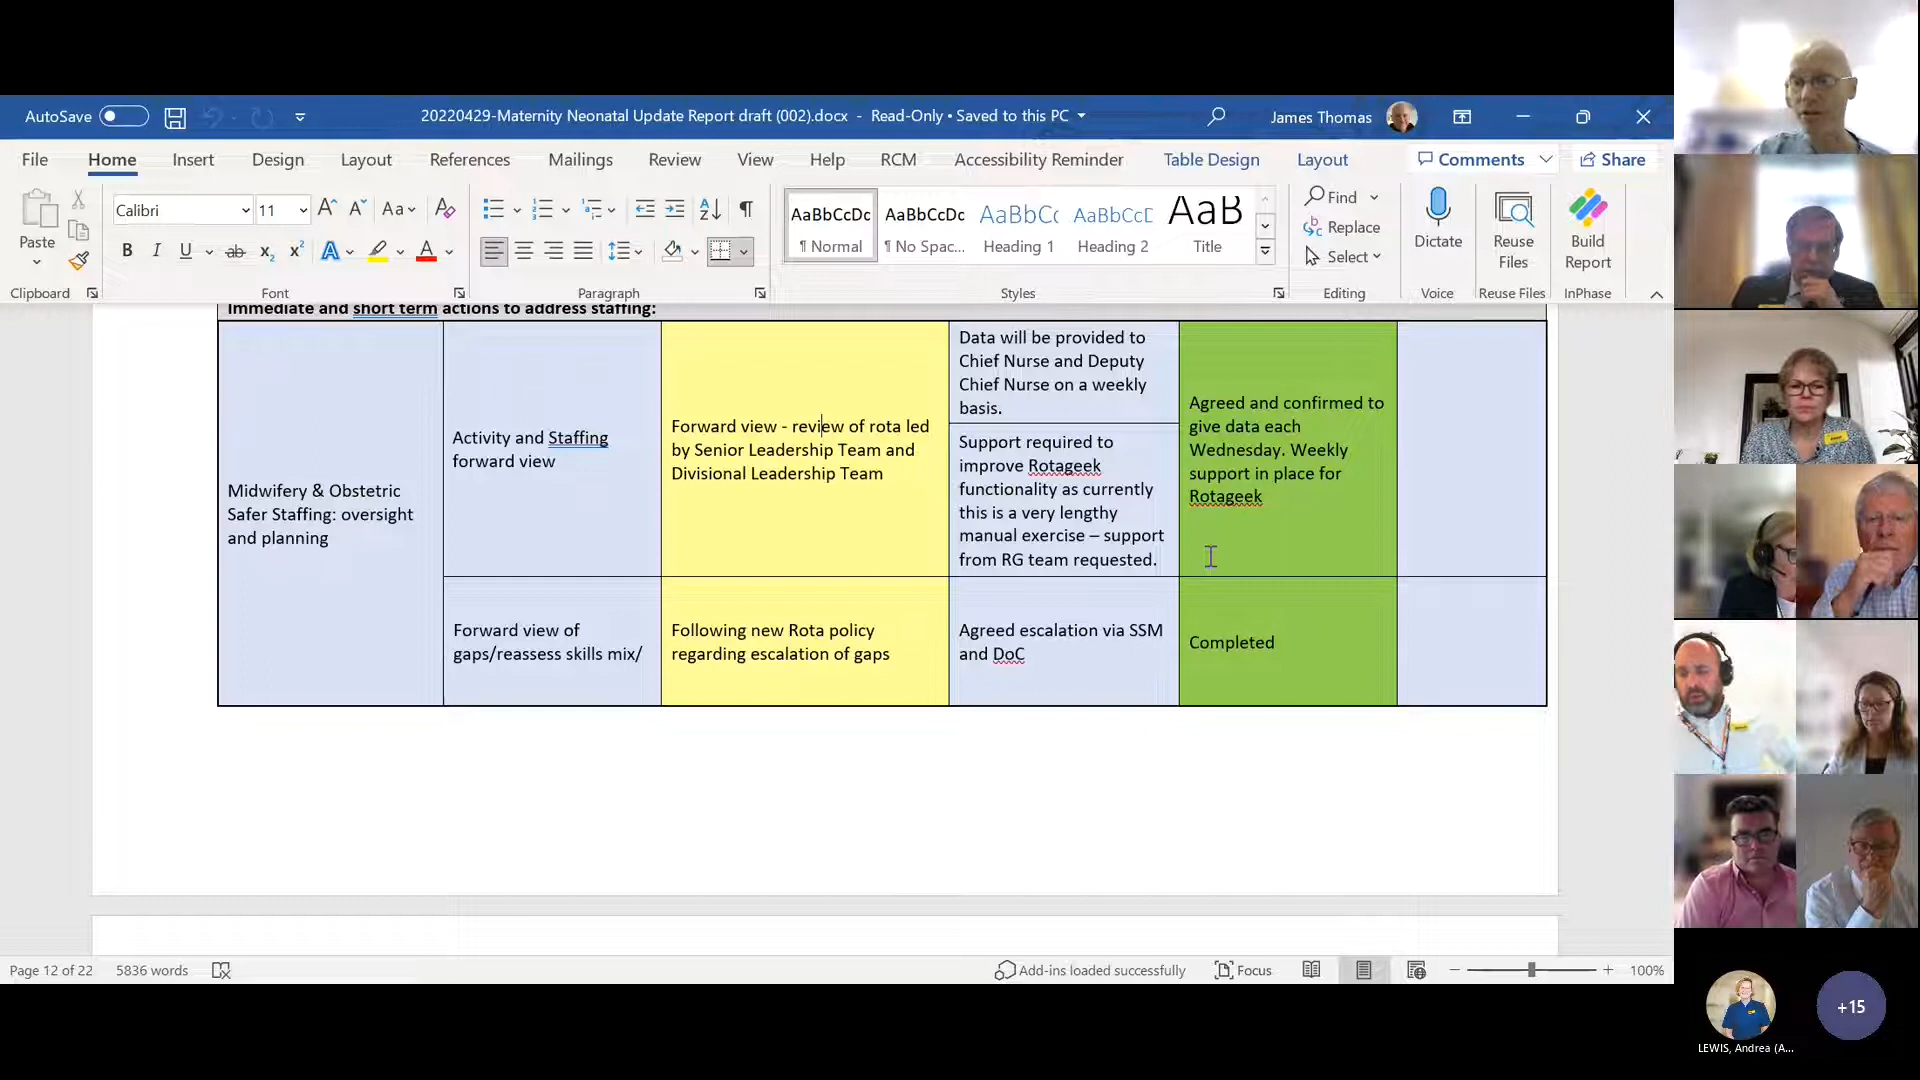 AutoSave
20220429-Maternity Neonatal Update Report draft (002).docx - Read-Only • Saved to this PC
James Thomas
File Home Insert Design Layout References Mailings Review View Help RCM Accessibility Reminder Table Design Layout Comments Share
Paste
Calibri 11
AaBbCcDc AaBbCcDc AaBbCc AaBbCcD AaB
¶ Normal ¶ No Spac... Heading 1 Heading 2 Title
Find
Replace
Select
Dictate
Reuse
Files
Build
Report
Clipboard Font Paragraph Styles Editing Voice Reuse Files InPhase
Immediate and short term actions to address staffing:
Midwifery & Obstetric
Safer Staffing: oversight
and planning
Activity and Staffing
forward view
Forward view - review of rota led
by Senior Leadership Team and
Divisional Leadership Team
Data will be provided to
Chief Nurse and Deputy
Chief Nurse on a weekly
basis.
Support required to
improve Rotageek
functionality as currently
this is a very lengthy
manual exercise – support
from RG team requested.
Agreed and confirmed to
give data each
Wednesday. Weekly
support in place for
Rotageek
Forward view of
gaps/reassess skills mix/
Following new Rota policy
regarding escalation of gaps
Agreed escalation via SSM
and DoC
Completed
Page 12 of 22 5836 words
Add-ins loaded successfully
Focus
100%
+15
LEWIS, Andrea (A...